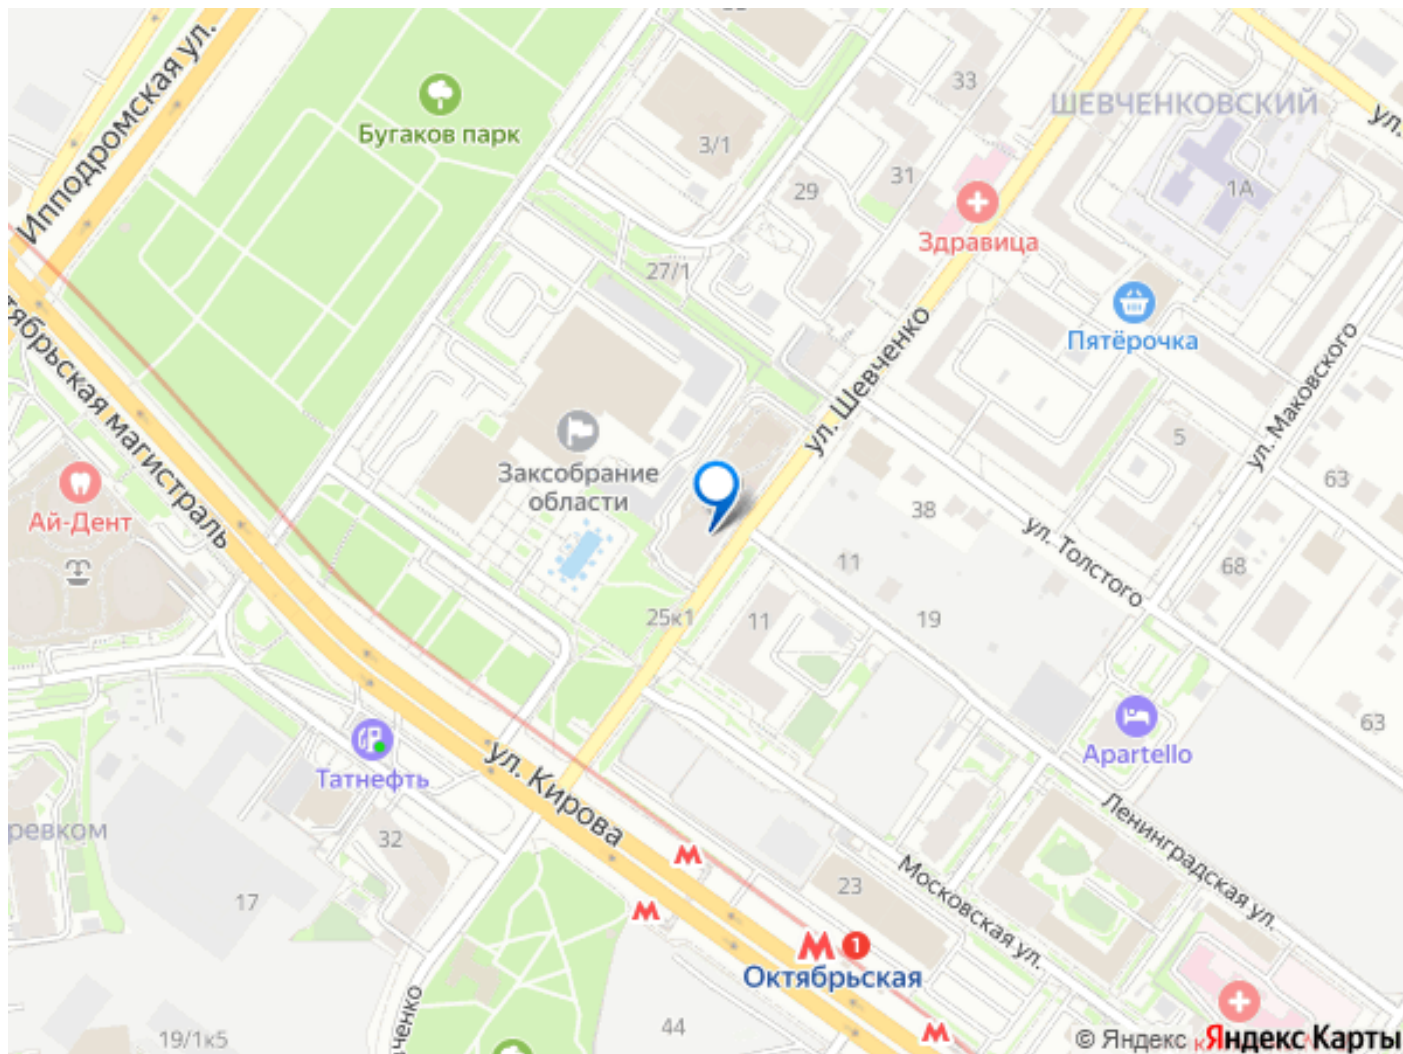 Ипподромская ул.
Бугаков парк
3/1
33
ШЕВЧЕНКОВСКИЙ
ул.
29
31
1А
Здравица
27/1
Пятёрочка
ул. Шевченко
ул. Маковского
магистраль
Заксобрание
области
Ай-Дент
5
63
38
ул. Толстого
11
68
25к1
11
19
63
Apartello
Татнефть
ул. Кирова
Ленинградская ул.
32
17
23
Московская ул.
1
Октябрьская
19/1к5
44
© Яндекс
Яндекс Карты